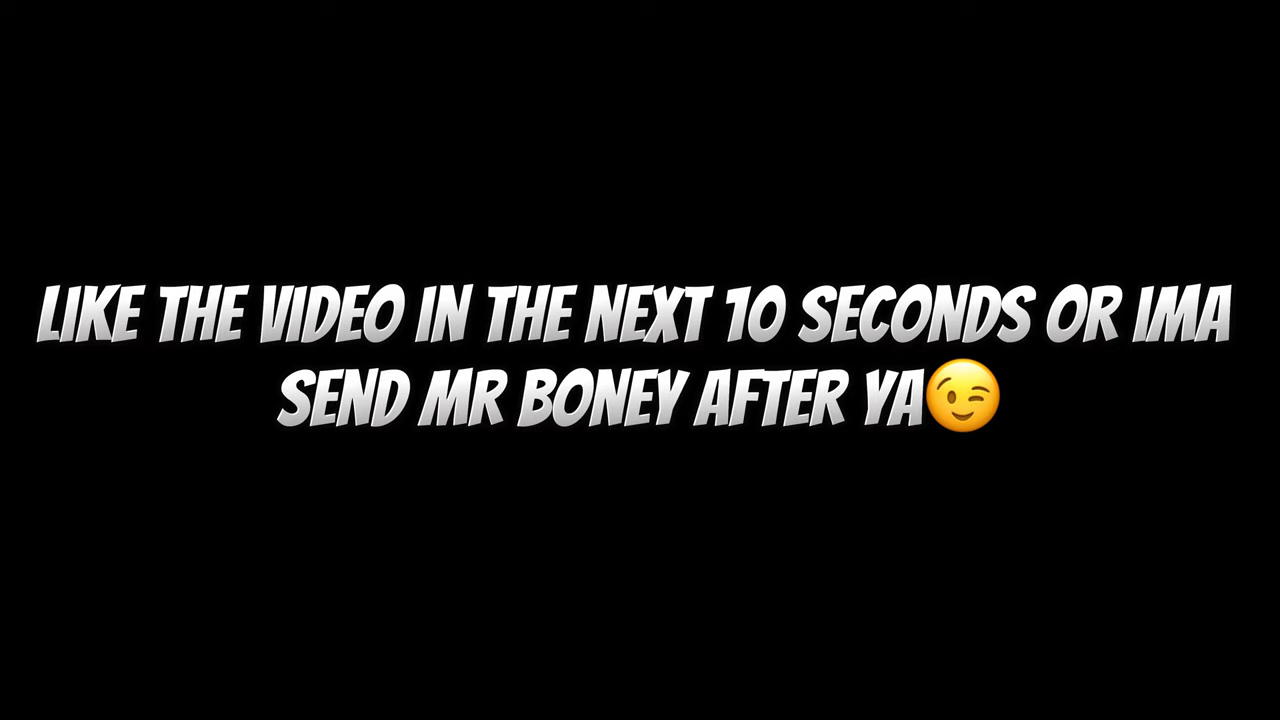 LIKE THE VIDEO IN THE NEXT 10 SECONDS OR IMA
SEND MR BONEY AFTER YA😉